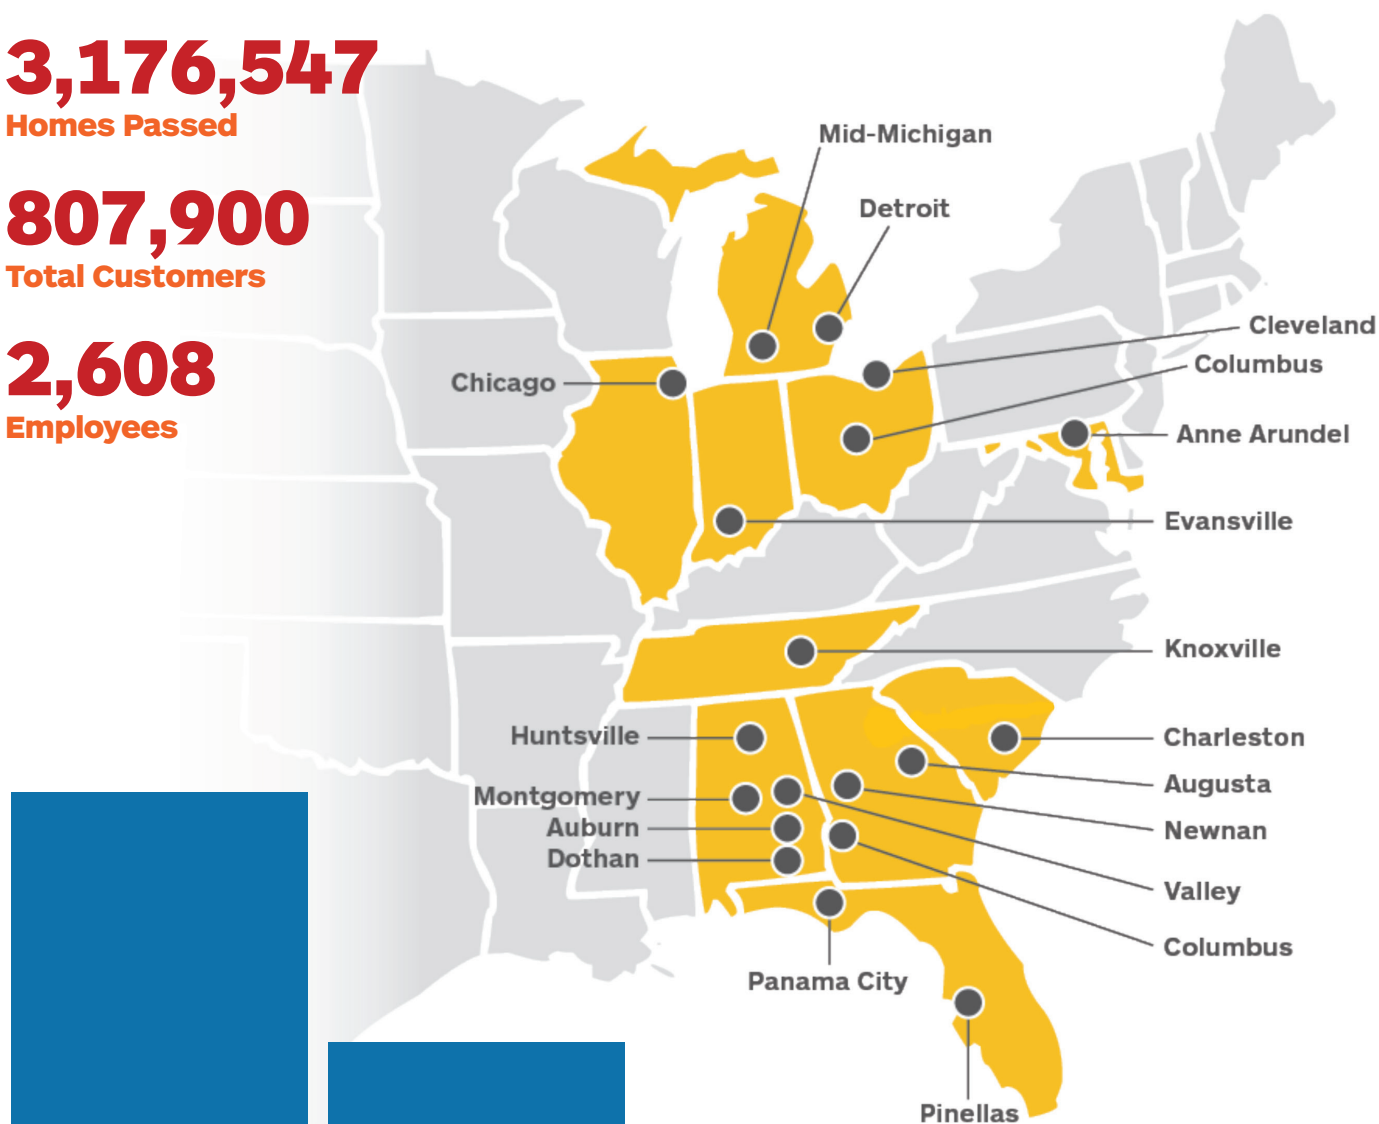 3,176,547
Homes Passed
807,900
Total Customers
2,608
Employees
Mid-Michigan
Detroit
Cleveland
Columbus
Chicago
Anne Arundel
Evansville
Knoxville
Huntsville
Charleston
Augusta
Montgomery
Auburn
Newnan
Dothan
Valley
Columbus
Panama City
Pinellas